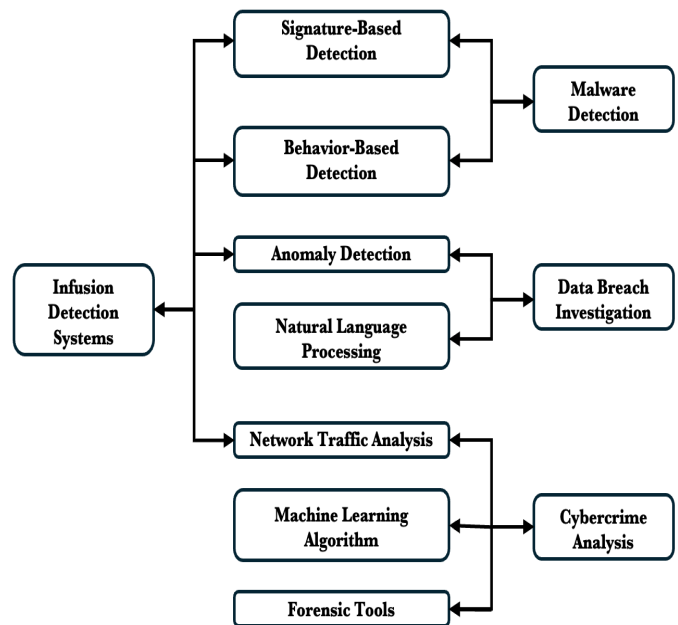 Signature-Based
Detection
Malware
Detection
Behavior-Based
Detection
Anomaly Detection
Infusion
Detection
Systems
Data Breach
Investigation
Natural Language
Processing
Network Traffic Analysis
Machine Learning
Algorithm
Cybercrime
Analysis
Forensic Tools